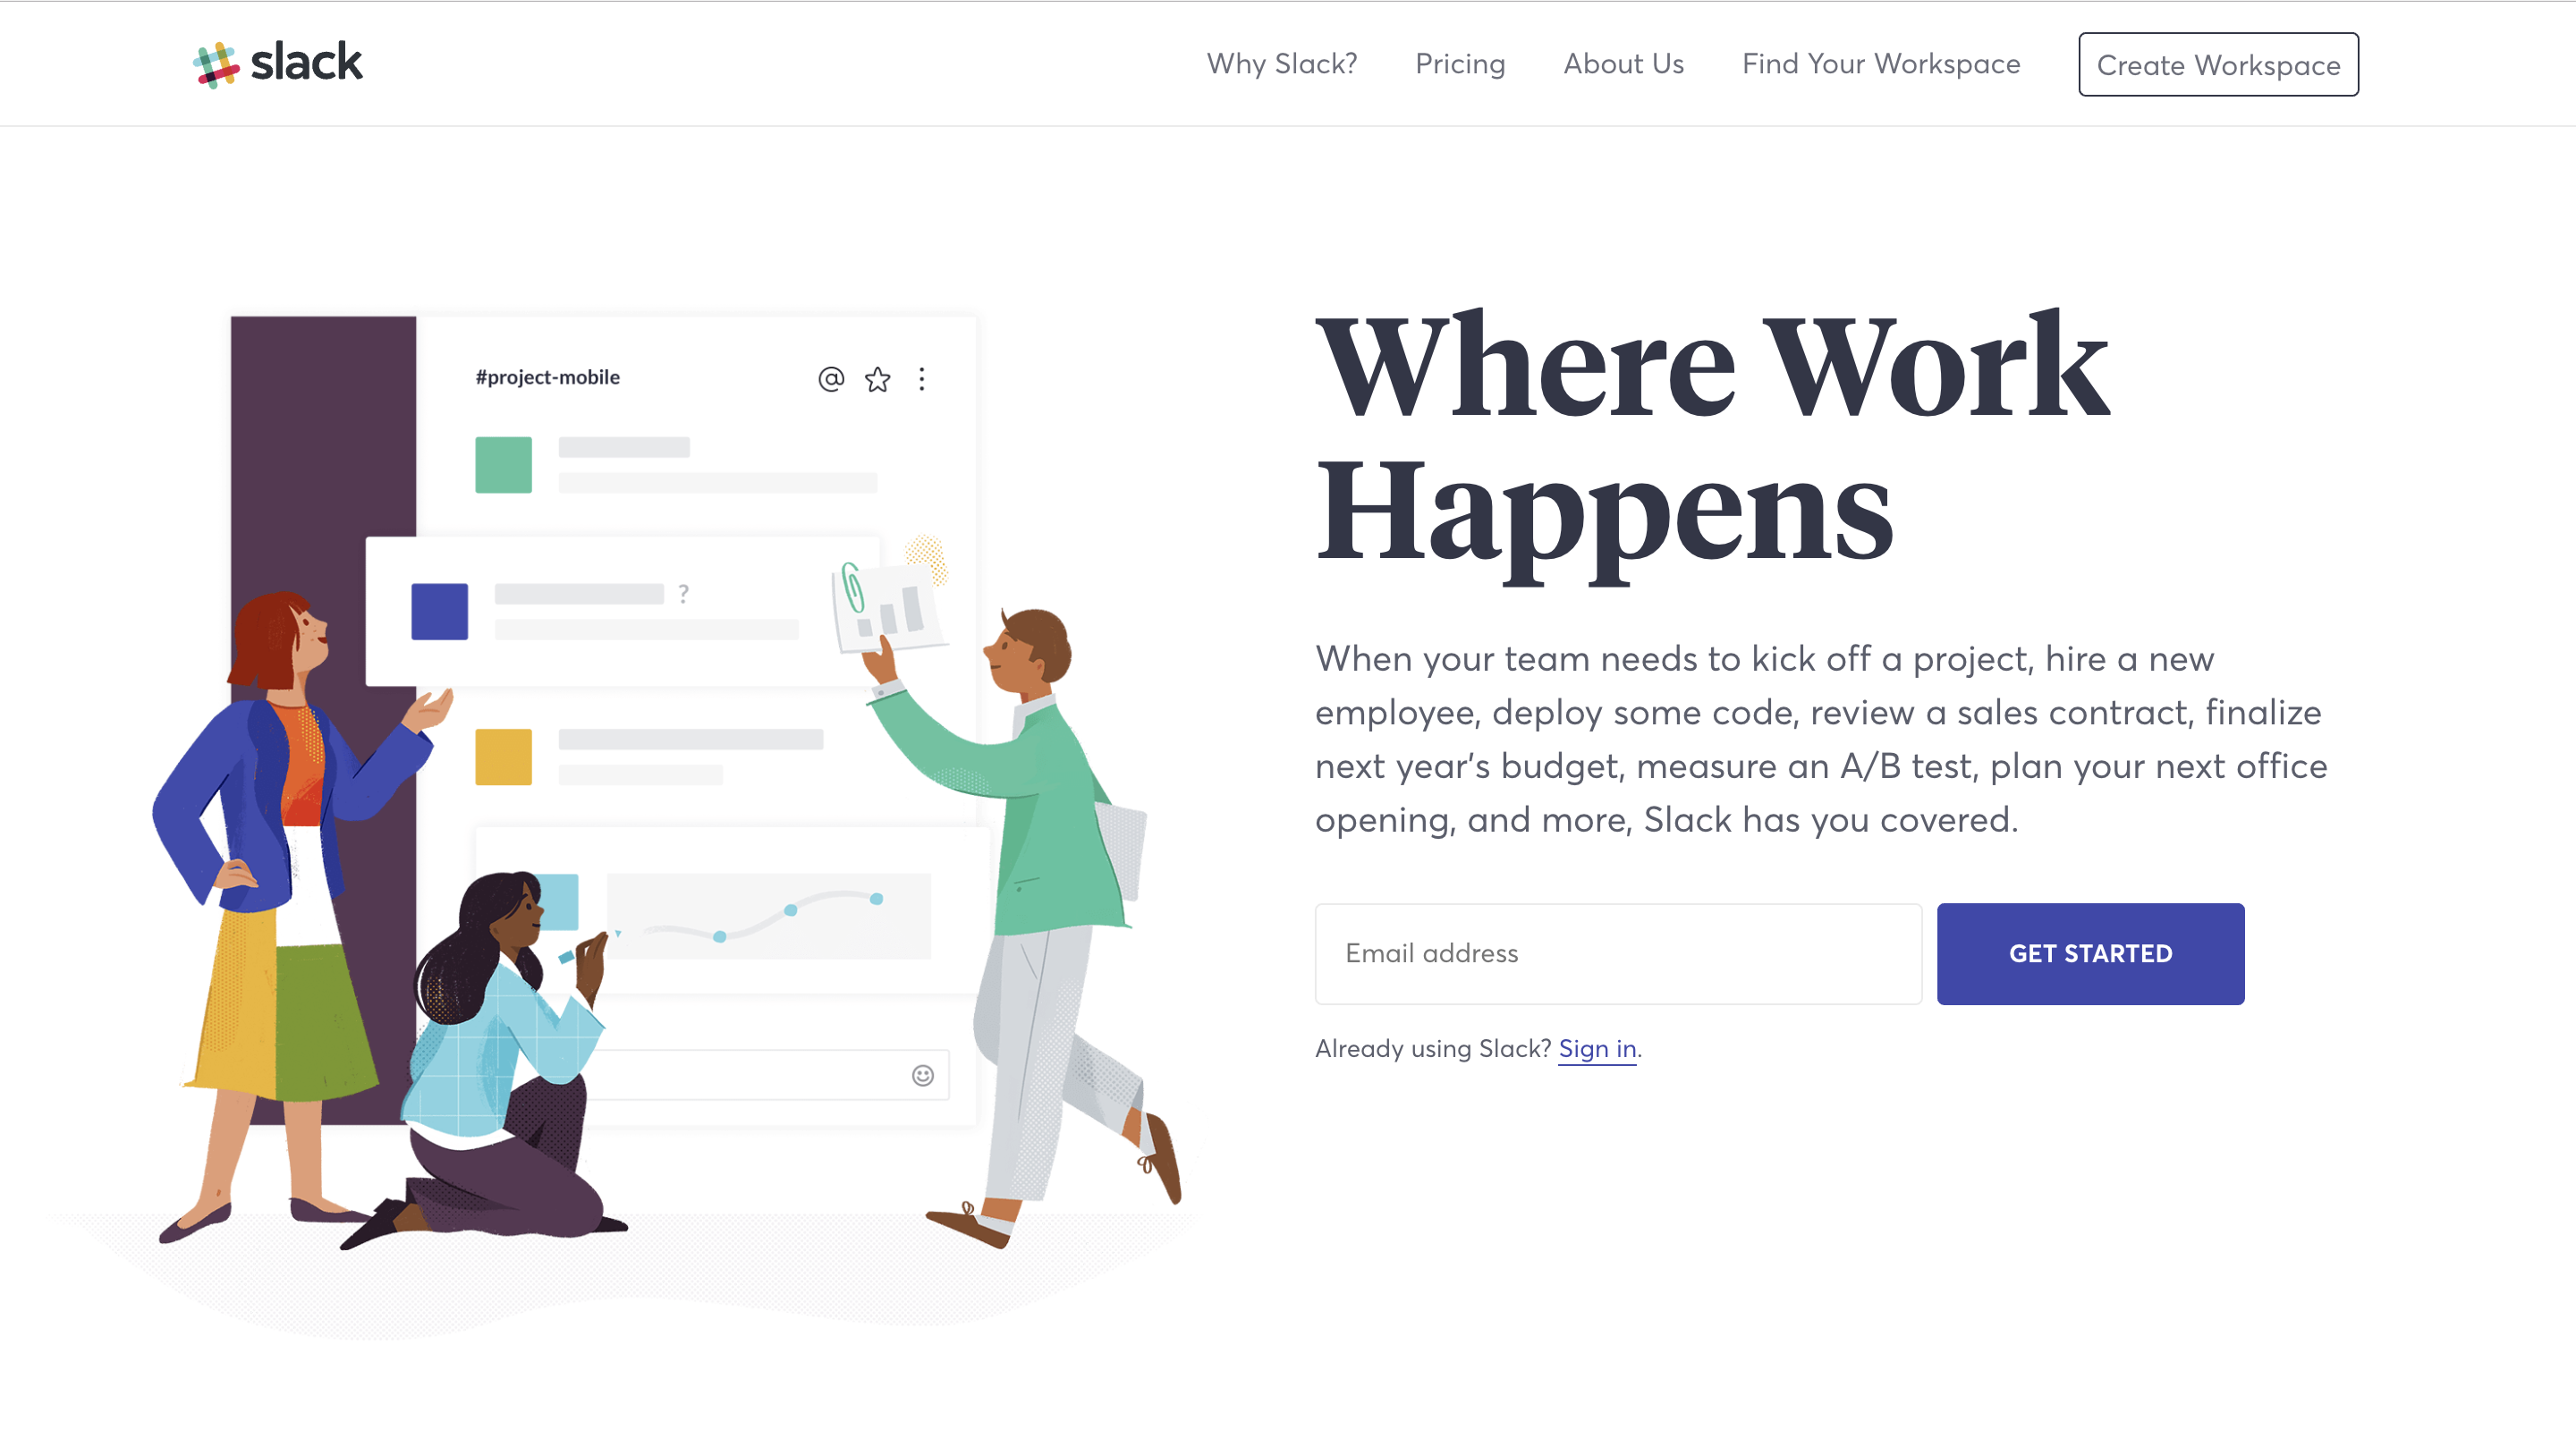 slack
Why Slack?
Pricing
About Us
Find Your Workspace
Create Workspace
#project-mobile
?
Where Work
Happens
When your team needs to kick off a project, hire a new
employee, deploy some code, review a sales contract, finalize
next year’s budget, measure an A/B test, plan your next office
opening, and more, Slack has you covered.
Email address
GET STARTED
Already using Slack? Sign in.